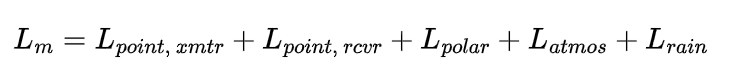 L_m = L_{point, xmtr} + L_{point, rcvr} + L_{polar} + L_{atmos} + L_{rain}